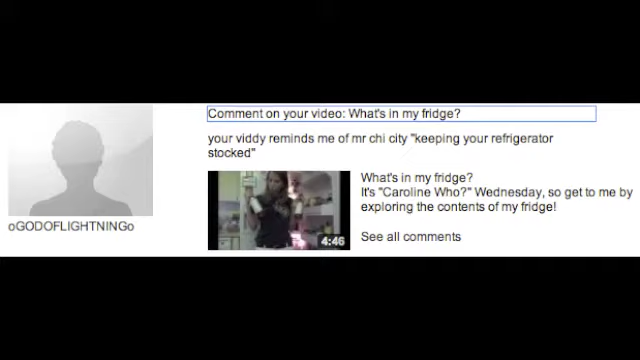 Comment on your video: What's in my fridge?
your viddy reminds me of mr chi city "keeping your refrigerator
stocked"
What's in my fridge?
It's "Caroline Who?" Wednesday, so get to me by
exploring the contents of my fridge!
4:46
See all comments
oGODOFLIGHTNINGo